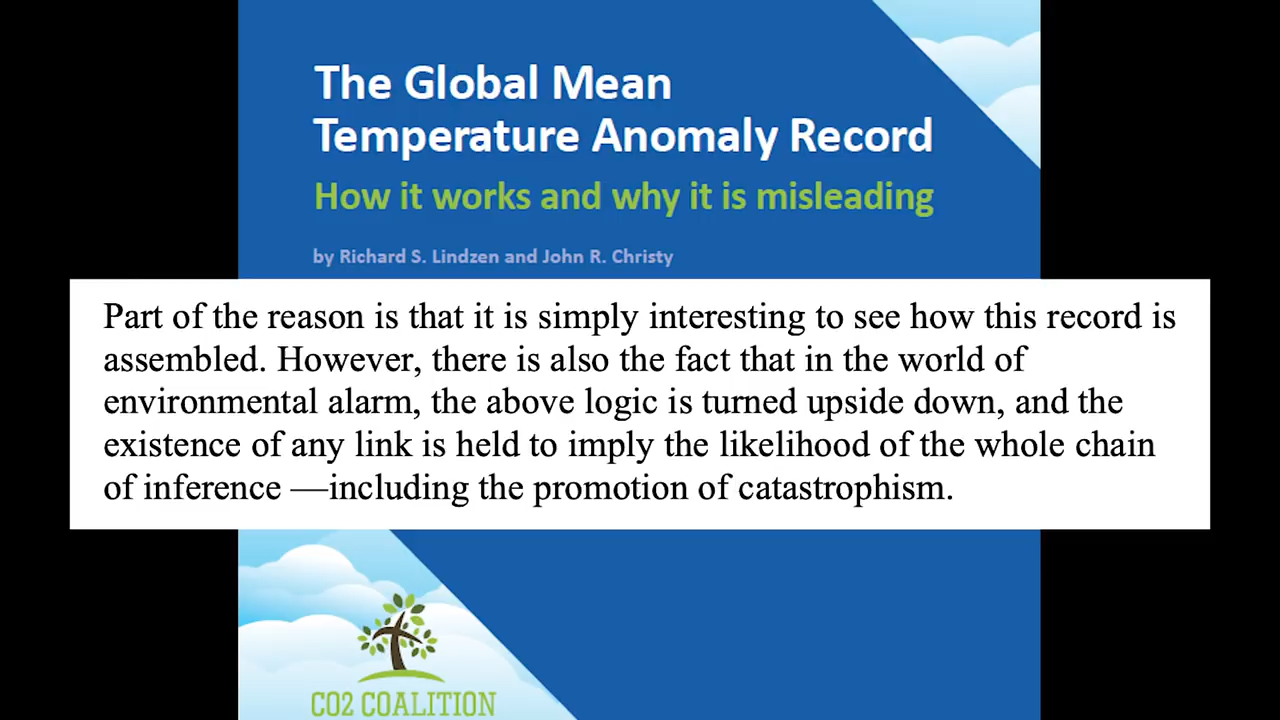 The Global Mean
Temperature Anomaly Record
How it works and why it is misleading
by Richard S. Lindzen and John R. Christy
Part of the reason is that it is simply interesting to see how this record is
assembled. However, there is also the fact that in the world of
environmental alarm, the above logic is turned upside down, and the
existence of any link is held to imply the likelihood of the whole chain
of inference —including the promotion of catastrophism.
CO2 COALITION